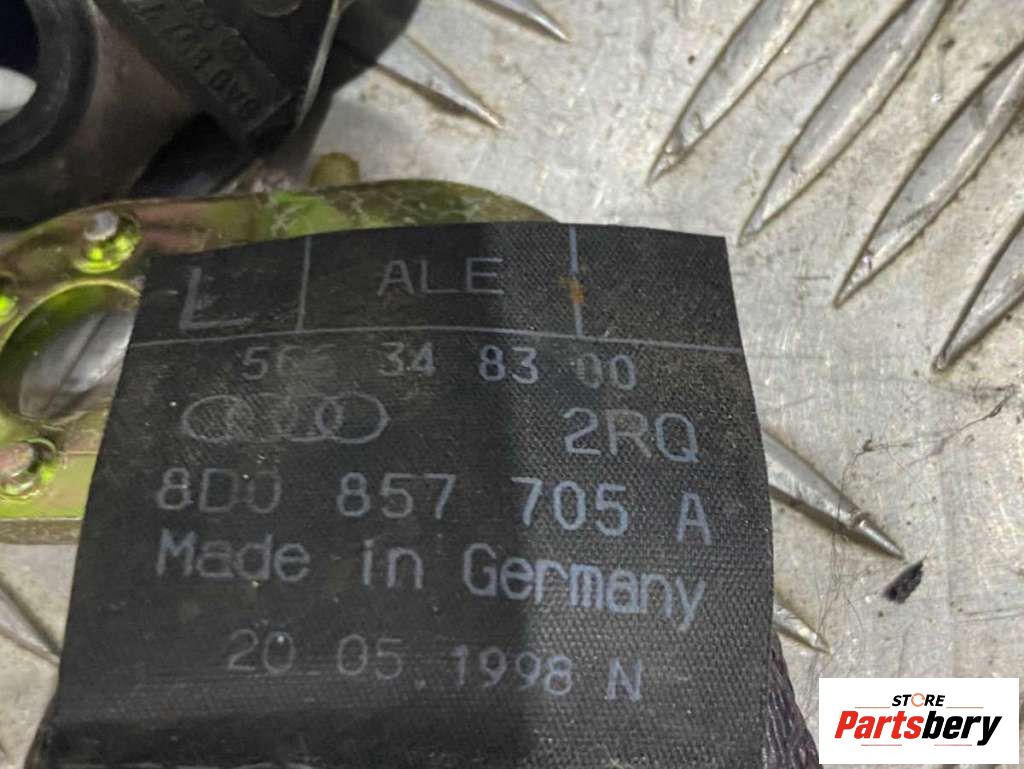 L ALE
34 83 00
2RQ
8D0 857 705 A
Made in Germany
20 05 1998 N
STORE
Partsbery